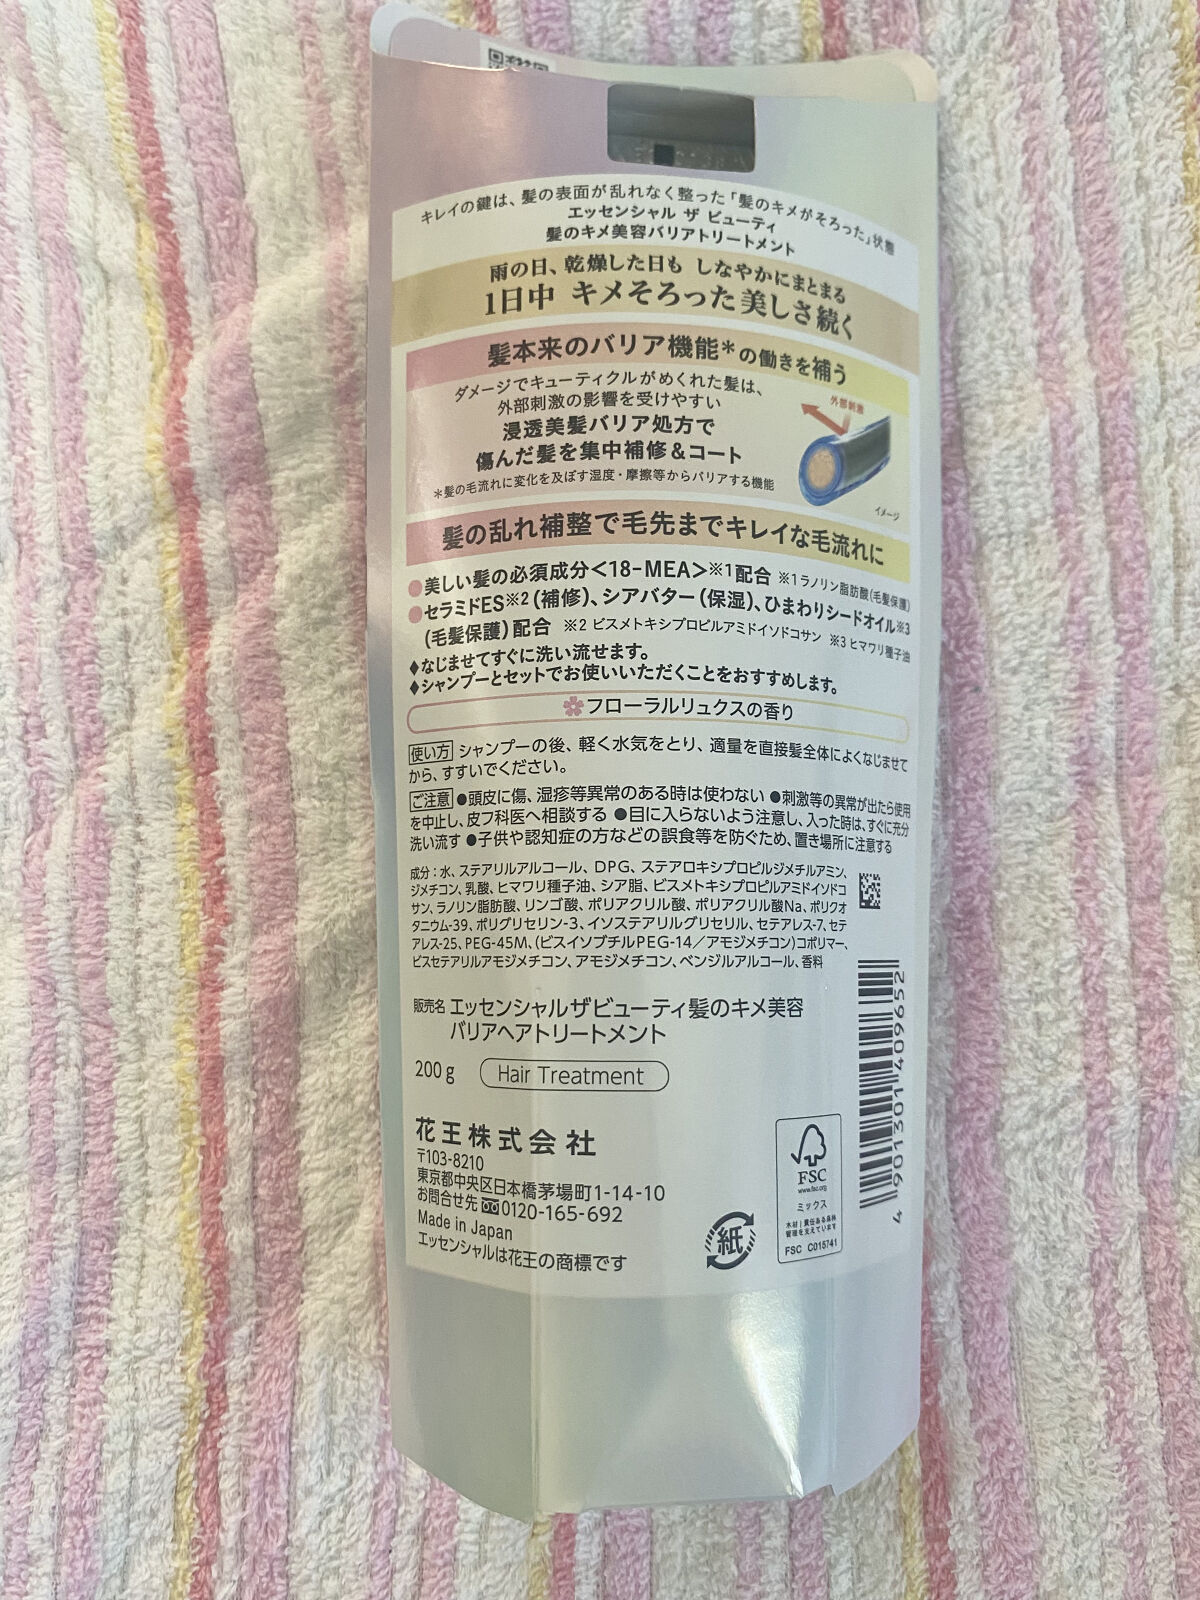 キレイの鍵は、髪の表面が乱れなく整った「髪のキメがそろった」状態
エッセンシャル ザ ビューティ
髪のキメ美容バリアトリートメント
雨の日、乾燥した日も しなやかにまとまる
1日中 キメそろった美しさ続く
髪本来のバリア機能＊の働きを補う
ダメージでキューティクルがめくれた髪は、
外部刺激の影響を受けやすい
浸透美髪バリア処方で
傷んだ髪を集中補修＆コート
＊髪の毛流れに変化を及ぼす湿度・摩擦等からバリアする機能
外部刺激
イメージ
髪の乱れ補整で毛先までキレイな毛流れに
●美しい髪の必須成分＜18-MEA＞※1配合 ※1 ラノリン脂肪酸(毛髪保護)
●セラミドES※2(補修)、シアバター(保湿)、ひまわりシードオイル※3
(毛髪保護)配合 ※2 ビスメトキシプロピルアミドイソドコサン ※3 ヒマワリ種子油
♦なじませてすぐに洗い流せます。
♦シャンプーとセットでお使いいただくことをおすすめします。
フローラルリュクスの香り
使い方 シャンプーの後、軽く水気をとり、適量を直接髪全体によくなじませて
から、すすいでください。
ご注意 ●頭皮に傷、湿疹等異常のある時は使わない ●刺激等の異常が出たら使用
を中止し、皮フ科医へ相談する ●目に入らないよう注意し、入った時は、すぐに充分
洗い流す ●子供や認知症の方などの誤食等を防ぐため、置き場所に注意する
成分：水、ステアリルアルコール、DPG、ステアロキシプロピルジメチルアミン、
ジメチコン、乳酸、ヒマワリ種子油、シア脂、ビスメトキシプロピルアミドイソドコ
サン、ラノリン脂肪酸、リンゴ酸、ポリアクリル酸、ポリアクリル酸Na、ポリクオ
タニウム-39、ポリグリセリン-3、イソステアリルグリセリル、セテアレス-7、セテ
アレス-25、PEG-45M、(ビスイソブチルPEG-14／アモジメチコン)コポリマー、
ビスセテアリルアモジメチコン、アモジメチコン、ベンジルアルコール、香料
販売名 エッセンシャルザビューティ髪のキメ美容
バリアヘアトリートメント
200 g Hair Treatment
花王株式会社
〒103-8210
東京都中央区日本橋茅場町1-14-10
お問合せ先 0120-165-692
Made in Japan
エッセンシャルは花王の商標です
紙
FSC
www.fsc.org
ミックス
木材｜責任ある森林
管理を支えています
FSC C015741
4 901301 409652